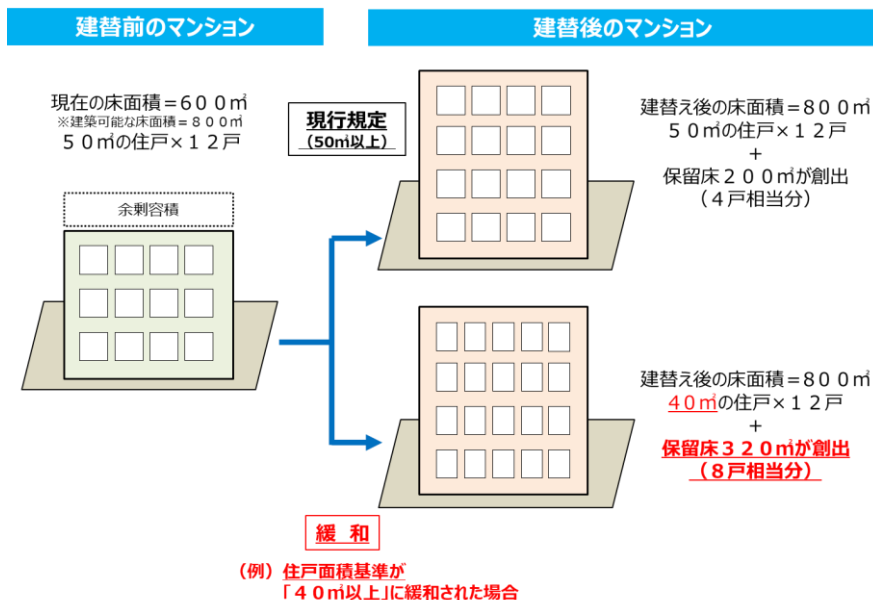 建替前のマンション
建替後のマンション
現在の床面積=600㎡
※建築可能な床面積=800㎡
50㎡の住戸×12戸
余剰容積
現行規定
(50㎡以上)
建替え後の床面積=800㎡
50㎡の住戸×12戸
+
保留床200㎡が創出
(4戸相当分)
建替え後の床面積=800㎡
40㎡の住戸×12戸
+
保留床320㎡が創出
(8戸相当分)
緩 和
(例)住戸面積基準が
「40㎡以上」に緩和された場合